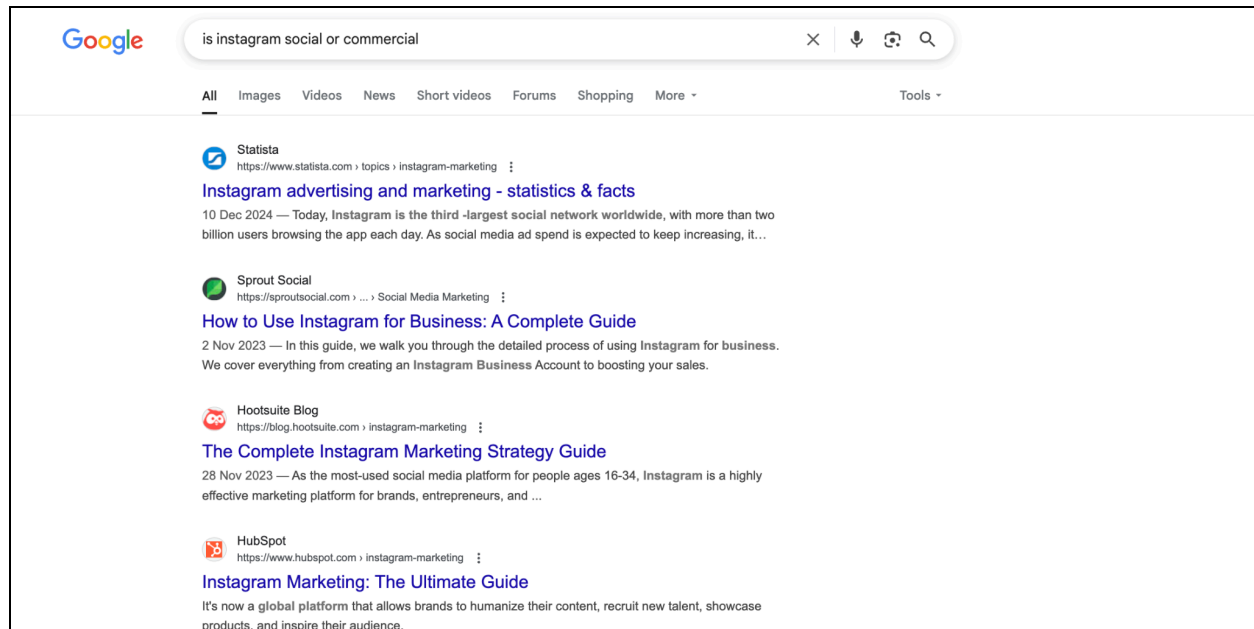 Google
is instagram social or commercial
All Images Videos News Short videos Forums Shopping More Tools
Statista
https://www.statista.com › topics › instagram-marketing
Instagram advertising and marketing - statistics & facts
10 Dec 2024 — Today, Instagram is the third -largest social network worldwide, with more than two
billion users browsing the app each day. As social media ad spend is expected to keep increasing, it…
Sprout Social
https://sproutsocial.com › ... › Social Media Marketing
How to Use Instagram for Business: A Complete Guide
2 Nov 2023 — In this guide, we walk you through the detailed process of using Instagram for business.
We cover everything from creating an Instagram Business Account to boosting your sales.
Hootsuite Blog
https://blog.hootsuite.com › instagram-marketing
The Complete Instagram Marketing Strategy Guide
28 Nov 2023 — As the most-used social media platform for people ages 16-34, Instagram is a highly
effective marketing platform for brands, entrepreneurs, and ...
HubSpot
https://www.hubspot.com › instagram-marketing
Instagram Marketing: The Ultimate Guide
It's now a global platform that allows brands to humanize their content, recruit new talent, showcase
products, and inspire their audience.